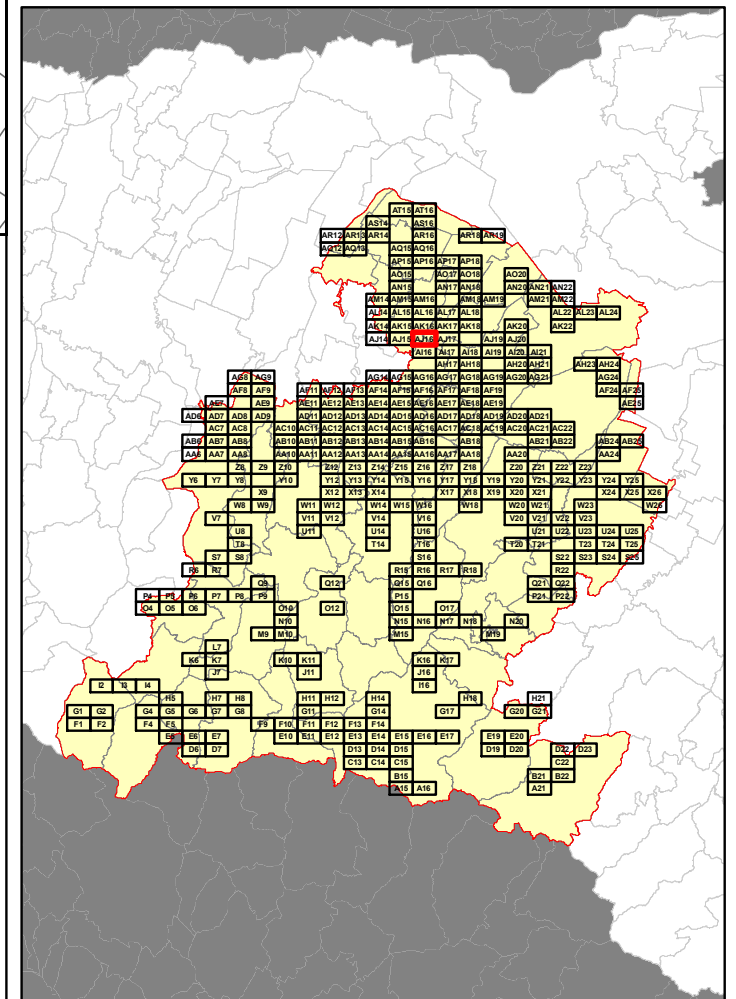 AT15 AT16
AS14 AS16
AR12 AR13 AR14 AR16 AR18 AR19
AQ12 AQ13 AQ15 AQ16
AP15 AP16 AP17 AP18
AO15 AO17 AO18 AO20
AN15 AN17 AN18 AN20 AN21 AN22
AM14 AM15 AM16 AM18 AM19 AM21 AM22
AL14 AL15 AL16 AL17 AL18 AL22 AL23 AL24
AK14 AK15 AK16 AK17 AK18 AK20 AK22
AJ14 AJ15 AJ16 AJ17 AJ19 AJ20
AI16 AI17 AI18 AI19 AI20 AI21
AH17 AH18 AH20 AH21 AH23 AH24
AG8 AG9 AG14 AG15 AG16 AG17 AG18 AG19 AG20 AG21 AG24
AF8 AF9 AF11 AF12 AF13 AF14 AF15 AF16 AF17 AF18 AF19 AF24 AF25
AE7 AE9 AE11 AE12 AE13 AE14 AE15 AE16 AE17 AE18 AE19 AE25
AD6 AD7 AD8 AD9 AD11 AD12 AD13 AD14 AD15 AD16 AD17 AD18 AD19 AD20 AD21
AC7 AC8 AC10 AC11 AC12 AC13 AC14 AC15 AC16 AC17 AC18 AC19 AC20 AC21 AC22
AB6 AB7 AB8 AB10 AB11 AB12 AB13 AB14 AB15 AB16 AB18 AB21 AB22 AB24 AB25
AA6 AA7 AA8 AA10 AA11 AA12 AA13 AA14 AA15 AA16 AA17 AA18 AA20 AA24
Z8 Z9 Z10 Z12 Z13 Z14 Z15 Z16 Z17 Z18 Z20 Z21 Z22 Z23
Y6 Y7 Y8 Y10 Y12 Y13 Y14 Y15 Y16 Y17 Y18 Y19 Y20 Y21 Y22 Y23 Y24 Y25
X9 X12 X13 X14 X17 X18 X19 X20 X21 X24 X25 X26
W8 W9 W11 W12 W14 W15 W16 W18 W20 W21 W23 W26
V7 V11 V12 V14 V16 V20 V21 V22 V23
U8 U11 U14 U16 U21 U22 U23 U24 U25
T8 T14 T16 T20 T21 T23 T24 T25
S7 S8 S16 S22 S23 S24 S25
R6 R7 R15 R16 R17 R18 R22
Q9 Q12 Q15 Q16 Q21 Q22
P4 P5 P6 P7 P8 P9 P15 P21 P22
O4 O5 O6 O10 O12 O15 O17
N10 N15 N16 N17 N18 N20
M9 M10 M15 M19
L7
K6 K7 K10 K11 K16 K17
J7 J11 J16
I2 I3 I4 I16
H5 H7 H8 H11 H12 H14 H18 H21
G1 G2 G4 G5 G6 G7 G8 G11 G14 G17 G20 G21
F1 F2 F4 F5 F9 F10 F11 F12 F13 F14
E5 E6 E7 E10 E11 E12 E13 E14 E15 E16 E17 E19 E20
D6 D7 D13 D14 D15 D19 D20 D22 D23
C13 C14 C15 C22
B15 B21 B22
A15 A16 A21